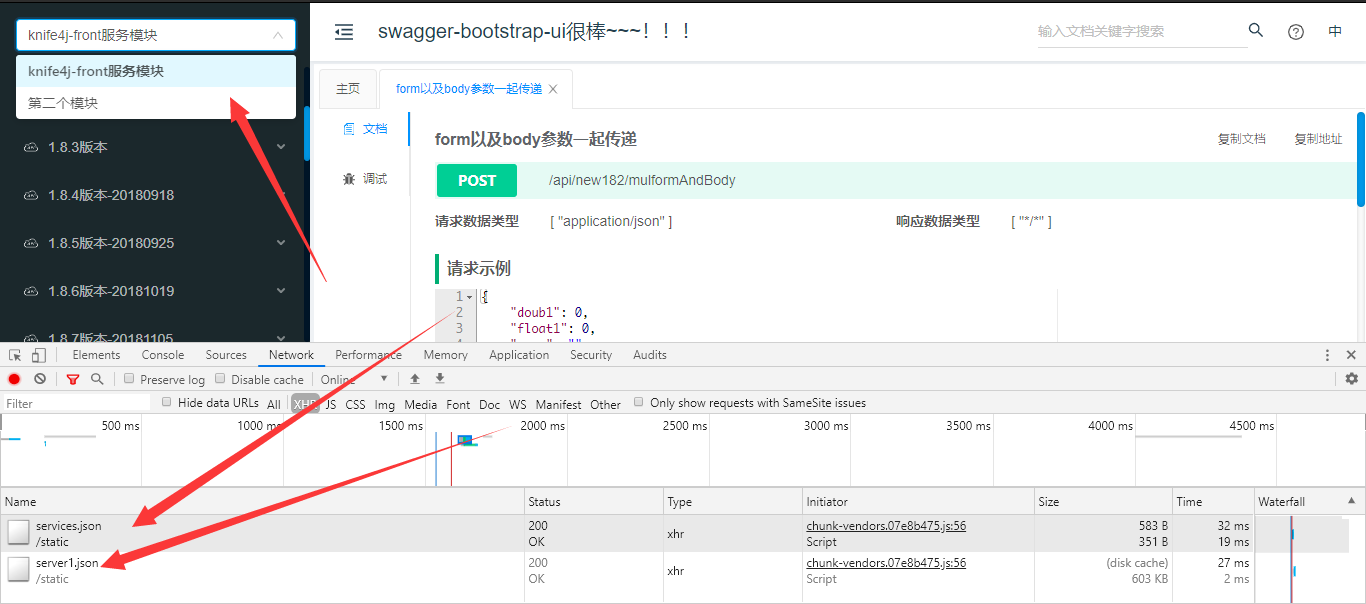 knife4j-front服务模块
knife4j-front服务模块
第二个模块
1.8.3版本
1.8.4版本-20180918
1.8.5版本-20180925
1.8.6版本-20181019
1.8.7版本-20181105
swagger-bootstrap-ui很棒~~~！！！
输入文档关键字搜索
中
主页
form以及body参数一起传递
文档
调试
form以及body参数一起传递
复制文档 复制地址
POST /api/new182/mulformAndBody
请求数据类型 [ "application/json" ] 响应数据类型 [ "*/*" ]
请求示例
1 {
2 "doub1": 0,
3 "float1": 0,
Elements Console Sources Network Performance Memory Application Security Audits
Preserve log Disable cache Online
Filter Hide data URLs All XHR JS CSS Img Media Font Doc WS Manifest Other Only show requests with SameSite issues
500 ms 1000 ms 1500 ms 2000 ms 2500 ms 3000 ms 3500 ms 4000 ms 4500 ms
Name Status Type Initiator Size Time Waterfall
services.json 200 xhr chunk-vendors.07e8b475.js:56 583 B 32 ms
/static OK Script 351 B 19 ms
server1.json 200 xhr chunk-vendors.07e8b475.js:56 (disk cache) 27 ms
/static OK Script 603 KB 2 ms